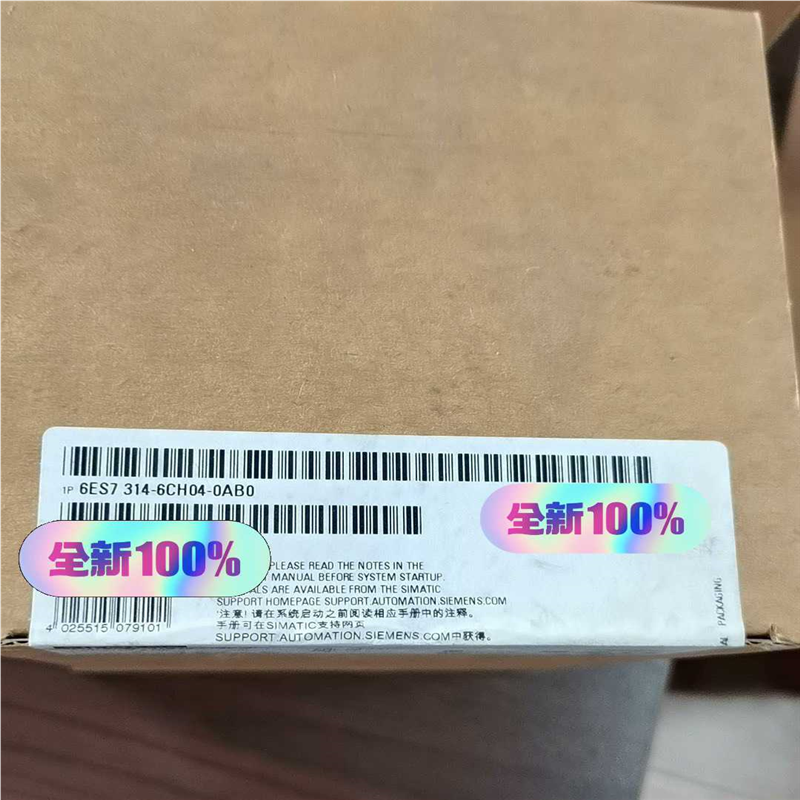 1P 6ES7 314-6CH04-0AB0
全新100%
全新100%
PLEASE READ THE NOTES IN THE
MANUAL BEFORE SYSTEM STARTUP.
ARE AVAILABLE FROM THE SIMATIC
SUPPORT HOMEPAGE SUPPORT.AUTOMATION.SIEMENS.COM
注意!请在系统启动之前阅读相应手册中的注释。
手册可在SIMATIC支持网页
SUPPORT.AUTOMATION.SIEMENS.COM中获得。
4 025515 079101
PACKAGING